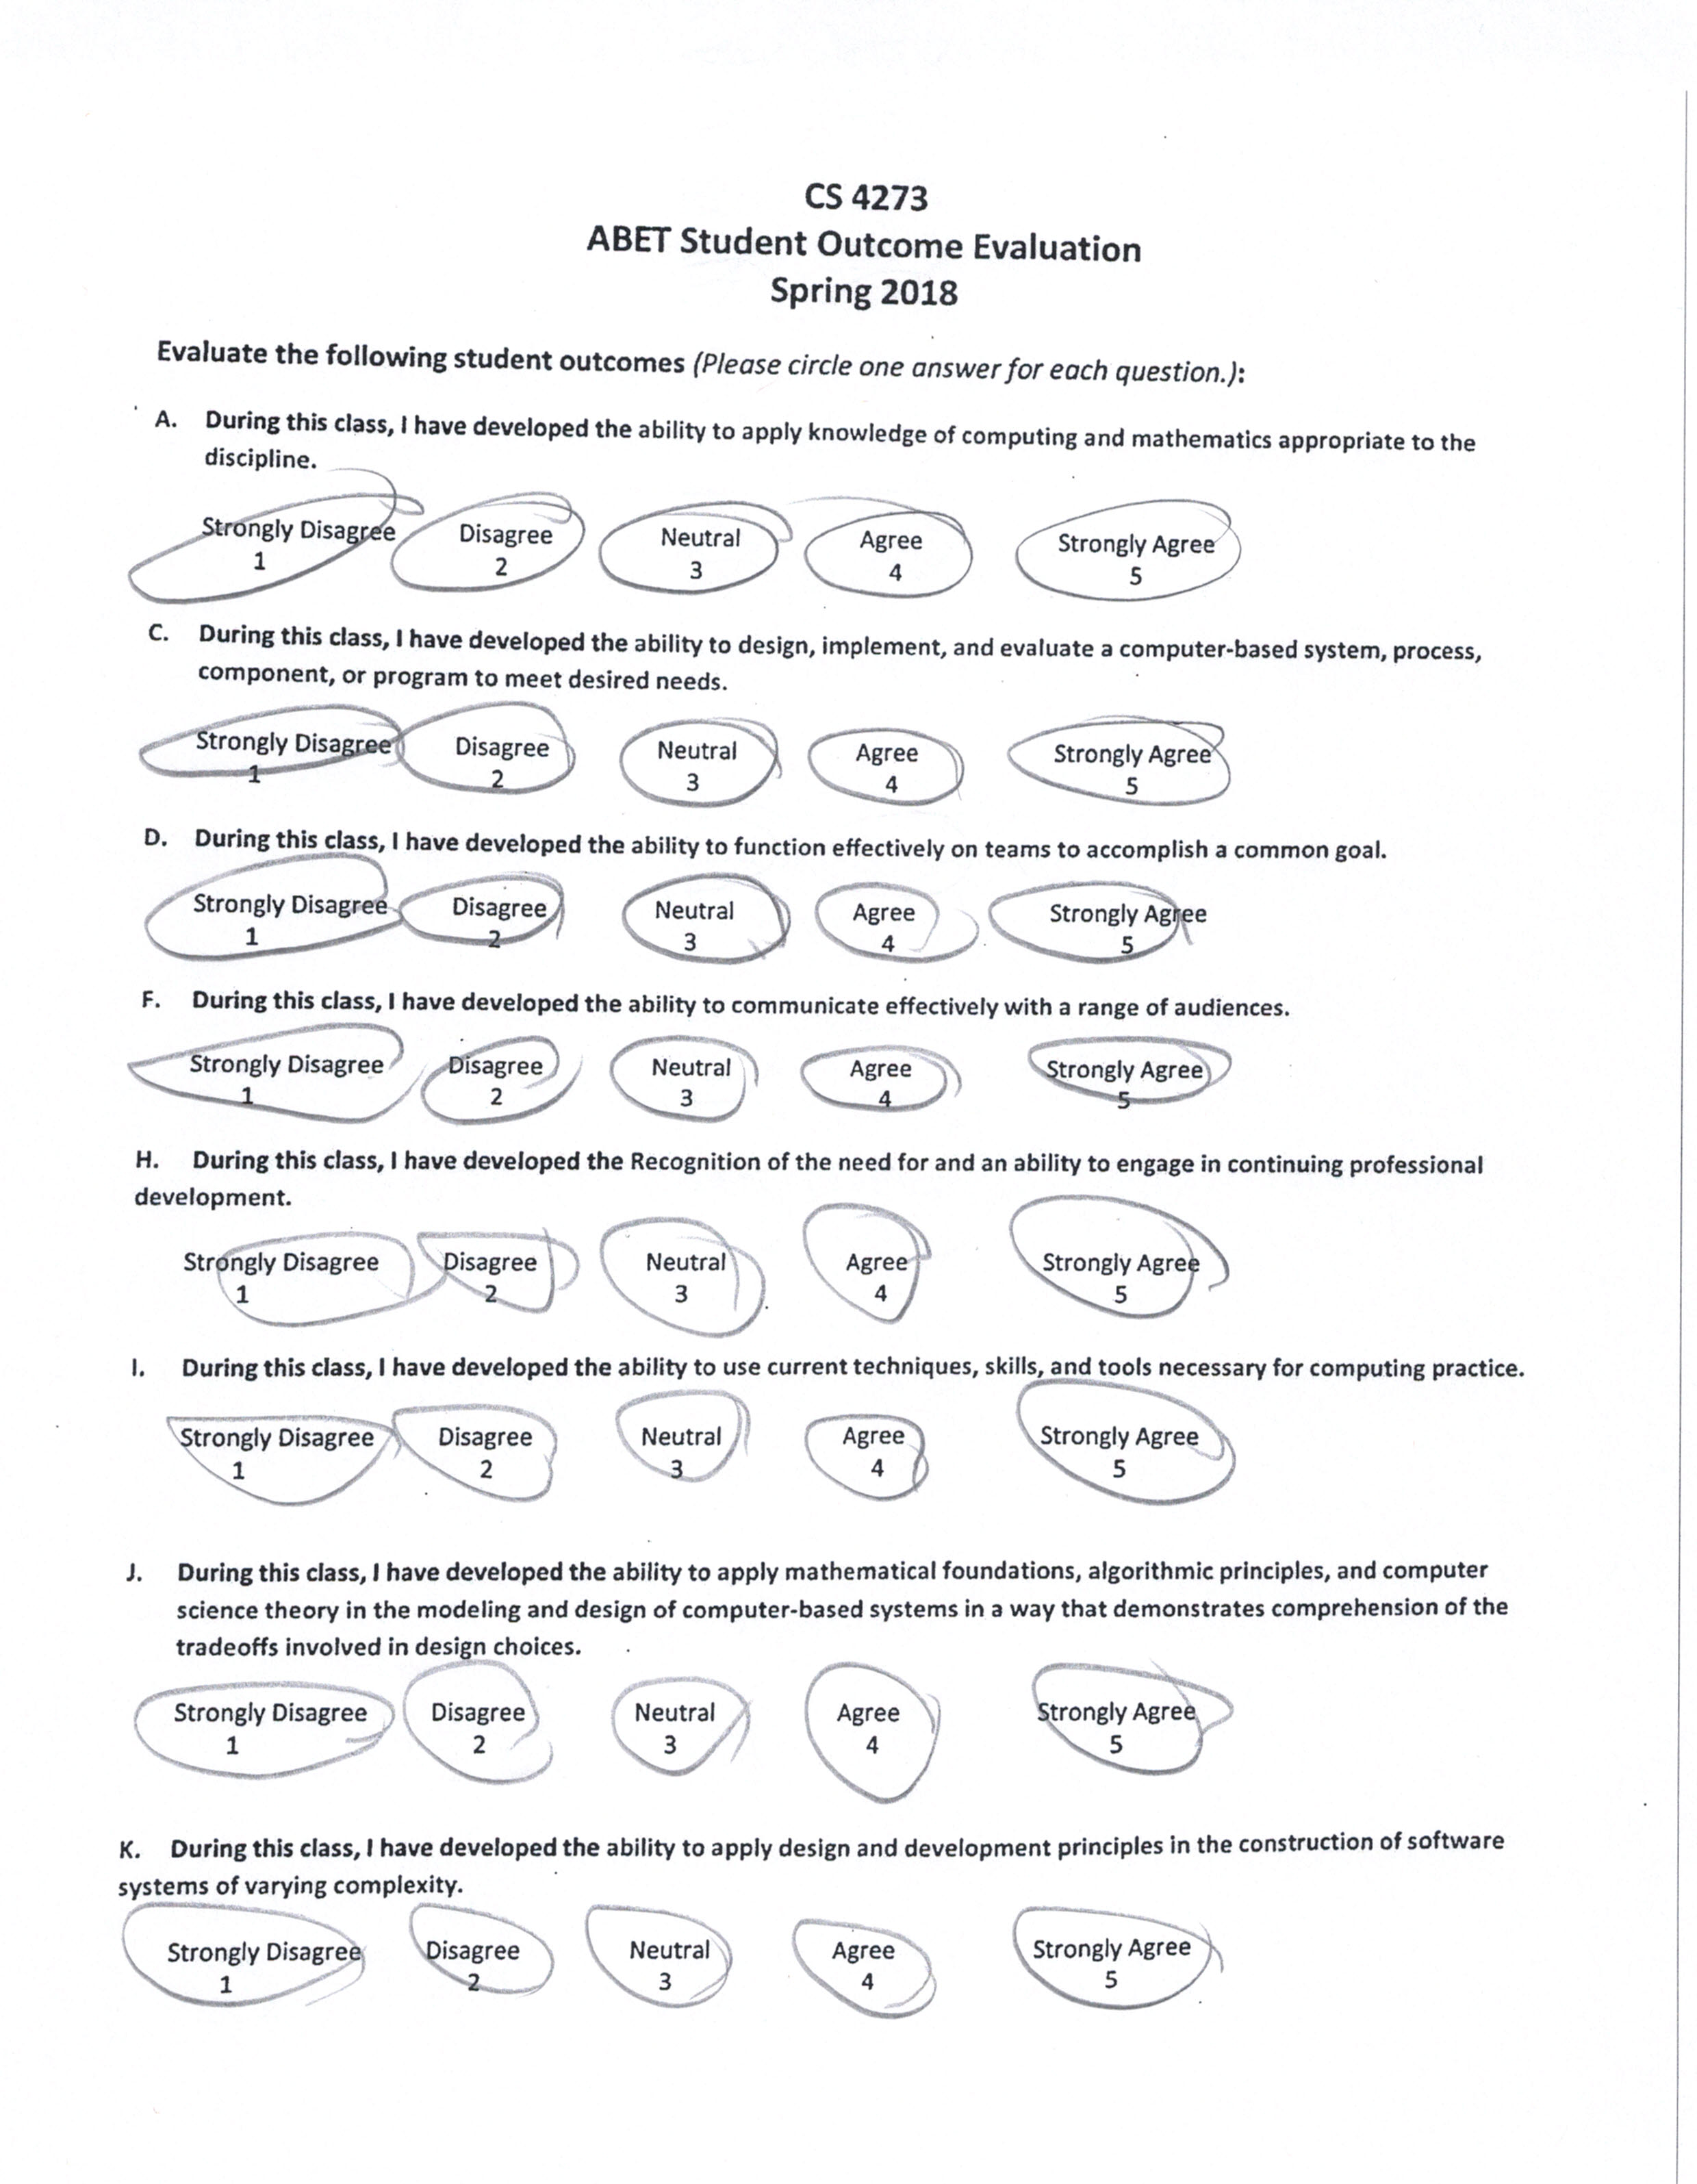 CS 4273
ABET Student Outcome Evaluation
Spring 2018
Evaluate the following student outcomes (Please circle one answer for each question.):
A. During this class, I have developed the ability to apply knowledge of computing and mathematics appropriate to the
discipline.
Strongly Disagree Disagree Neutral Agree Strongly Agree
1 2 3 4 5
C. During this class, I have developed the ability to design, implement, and evaluate a computer-based system, process,
component, or program to meet desired needs.
Strongly Disagree Disagree Neutral Agree Strongly Agree
1 2 3 4 5
D. During this class, I have developed the ability to function effectively on teams to accomplish a common goal.
Strongly Disagree Disagree Neutral Agree Strongly Agree
1 2 3 4 5
F. During this class, I have developed the ability to communicate effectively with a range of audiences.
Strongly Disagree Disagree Neutral Agree Strongly Agree
1 2 3 4 5
H. During this class, I have developed the Recognition of the need for and an ability to engage in continuing professional
development.
Strongly Disagree Disagree Neutral Agree Strongly Agree
1 2 3 4 5
I. During this class, I have developed the ability to use current techniques, skills, and tools necessary for computing practice.
Strongly Disagree Disagree Neutral Agree Strongly Agree
1 2 3 4 5
J. During this class, I have developed the ability to apply mathematical foundations, algorithmic principles, and computer
science theory in the modeling and design of computer-based systems in a way that demonstrates comprehension of the
tradeoffs involved in design choices.
Strongly Disagree Disagree Neutral Agree Strongly Agree
1 2 3 4 5
K. During this class, I have developed the ability to apply design and development principles in the construction of software
systems of varying complexity.
Strongly Disagree Disagree Neutral Agree Strongly Agree
1 2 3 4 5